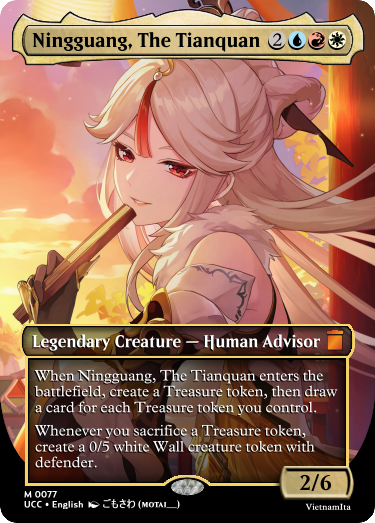 Ningguang, The Tianquan 2
Legendary Creature — Human Advisor
When Ningguang, The Tianquan enters the
battlefield, create a Treasure token, then draw
a card for each Treasure token you control.
Whenever you sacrifice a Treasure token,
create a 0/5 white Wall creature token with
defender.
2/6
M 0077
UCC • English ごもさわ (MOTAI__)
VietnamIta